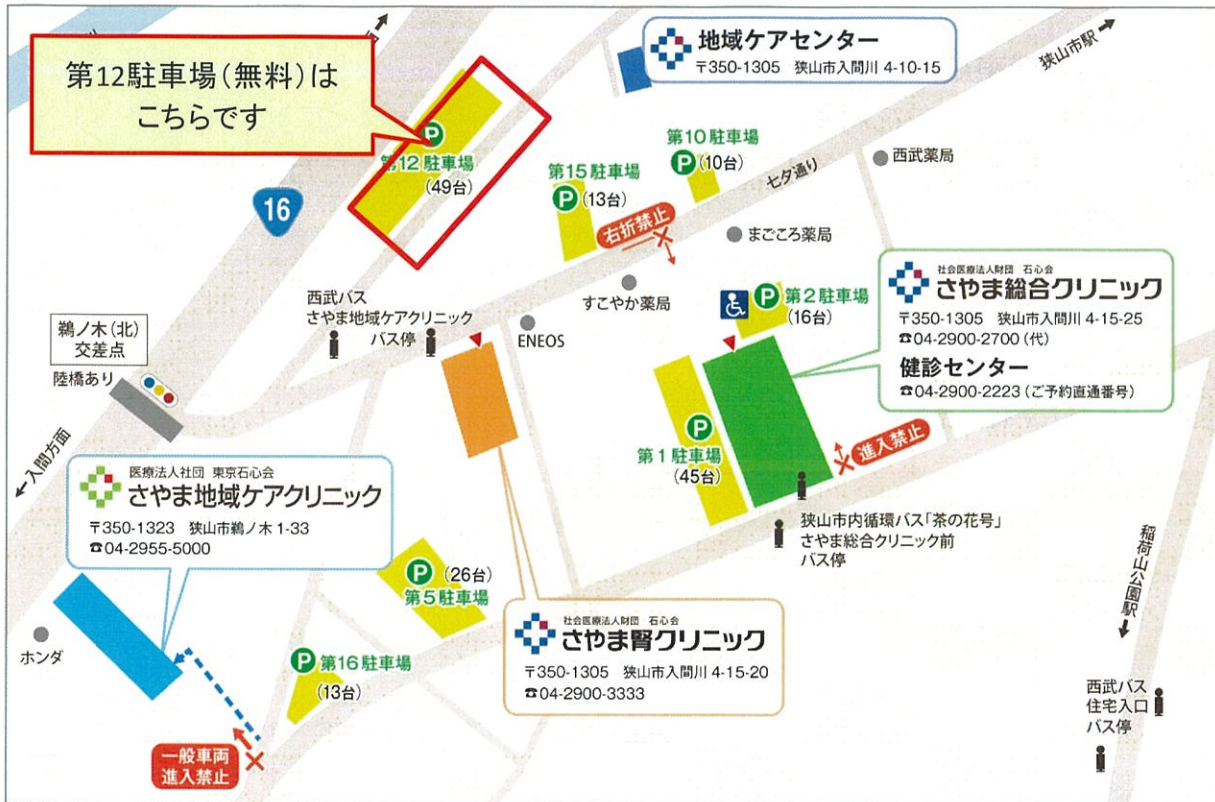 第12駐車場(無料)は
こちらです
地域ケアセンター
〒350-1305 狭山市入間川 4-10-15
狭山市駅
P
第12駐車場
(49台)
16
第15駐車場
P (13台)
第10駐車場
P (10台)
七夕通り
西武薬局
右折禁止
まごころ薬局
すこやか薬局
社会医療法人財団 石心会
さやま総合クリニック
〒350-1305 狭山市入間川 4-15-25
☎04-2900-2700 (代)
健診センター
☎04-2900-2223 (ご予約直通番号)
P 第2駐車場
(16台)
西武バス
さやま地域ケアクリニック
バス停
ENEOS
鵜ノ木(北)
交差点
陸橋あり
←入間方面
P
第1駐車場
(45台)
進入禁止
医療法人社団 東京石心会
さやま地域ケアクリニック
〒350-1323 狭山市鵜ノ木 1-33
☎04-2955-5000
狭山市内循環バス「茶の花号」
さやま総合クリニック前
バス停
稲荷山公園駅
P (26台)
第5駐車場
社会医療法人財団 石心会
さやま腎クリニック
〒350-1305 狭山市入間川 4-15-20
☎04-2900-3333
ホンダ
P 第16駐車場
(13台)
一般車両
進入禁止
西武バス
住宅入口
バス停